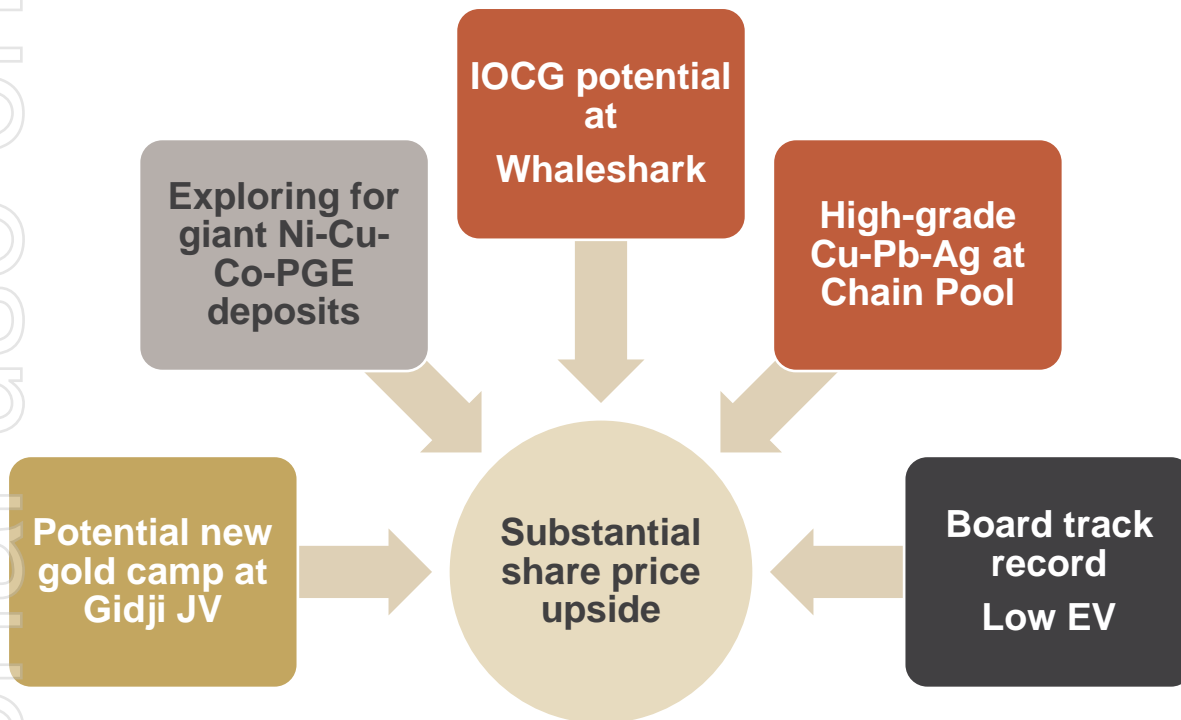 IOCG potential
at
Whaleshark
Exploring for
giant Ni-Cu-
Co-PGE
deposits
High-grade
Cu-Pb-Ag at
Chain Pool
Potential new
gold camp at
Gidji JV
Substantial
share price
upside
Board track
record
Low EV